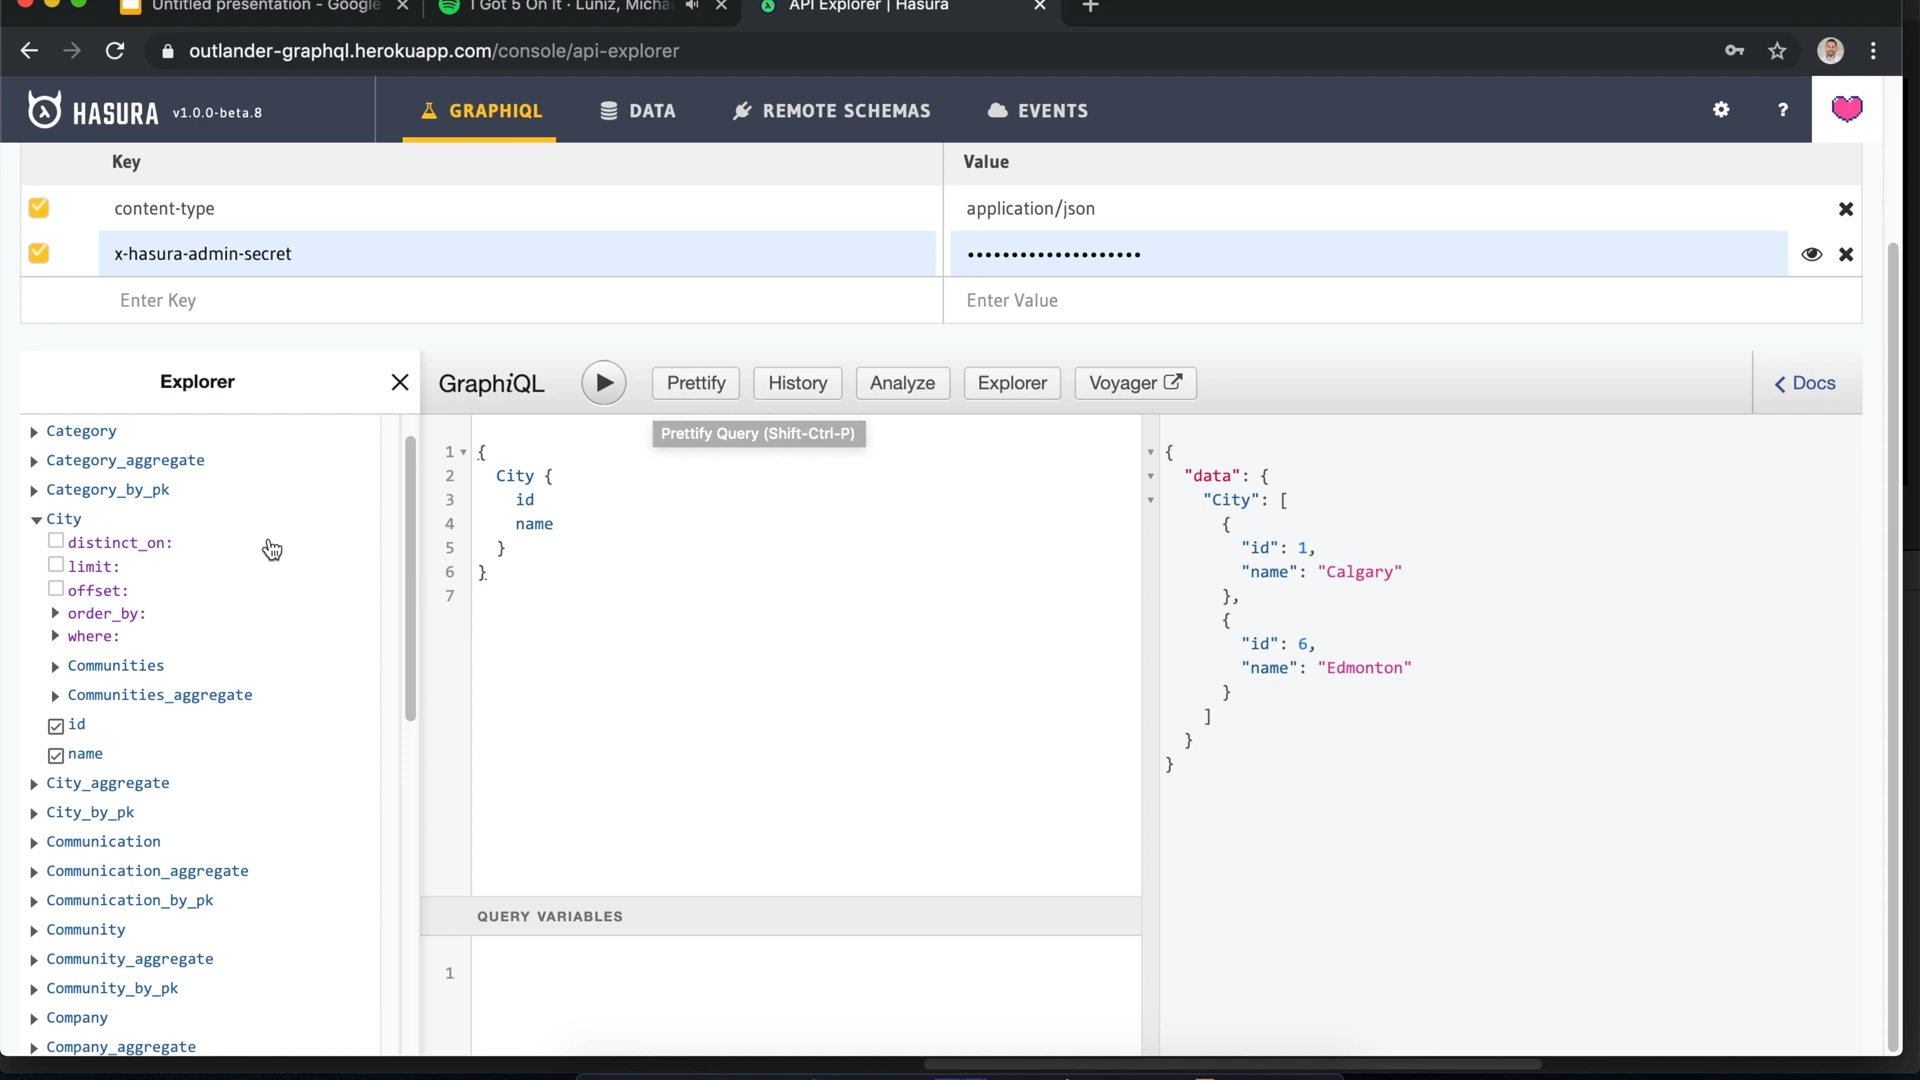 Untitled presentation - Google
I Got 5 On It · Luniz, Micha
API Explorer | Hasura
outlander-graphql.herokuapp.com/console/api-explorer
HASURA v1.0.0-beta.8
GRAPHIQL
DATA
REMOTE SCHEMAS
EVENTS
?
Key
Value
content-type
application/json
x-hasura-admin-secret
••••••••••••••••••••
Enter Key
Enter Value
Explorer
GraphiQL
Prettify
History
Analyze
Explorer
Voyager
Docs
Prettify Query (Shift-Ctrl-P)
Category
Category_aggregate
Category_by_pk
City
distinct_on:
limit:
offset:
order_by:
where:
Communities
Communities_aggregate
id
name
City_aggregate
City_by_pk
Communication
Communication_aggregate
Communication_by_pk
Community
Community_aggregate
Community_by_pk
Company
Company_aggregate
1 {
2 City {
3 id
4 name
5 }
6 }
7
QUERY VARIABLES
1
{
"data": {
"City": [
{
"id": 1,
"name": "Calgary"
},
{
"id": 6,
"name": "Edmonton"
}
]
}
}